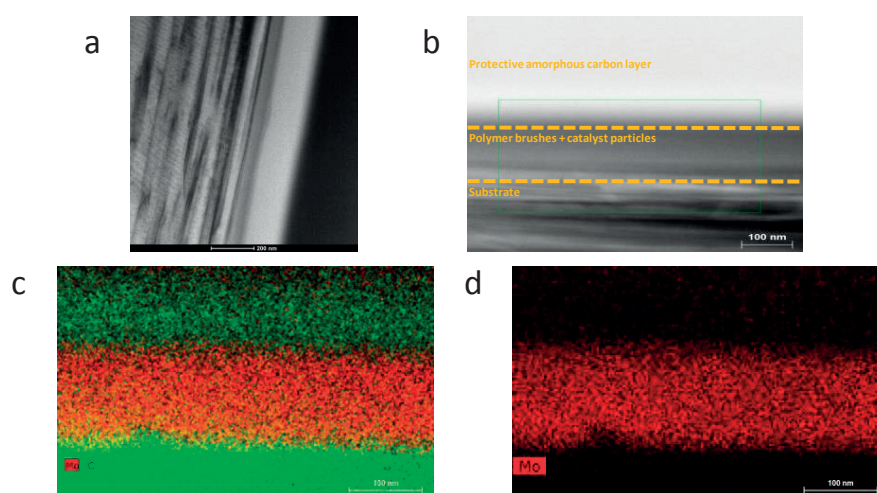 a
b
Protective amorphous carbon layer
Polymer brushes + catalyst particles
Substrate
200 nm
100 nm
c
d
Mo C
100 nm
Mo
100 nm